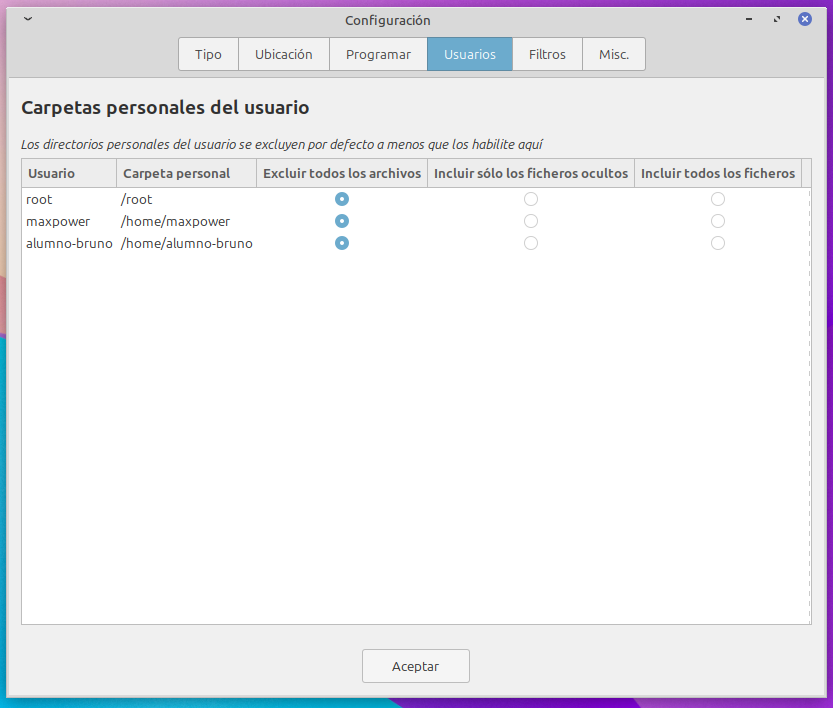 Configuración
Tipo Ubicación Programar Usuarios Filtros Misc.
Carpetas personales del usuario
Los directorios personales del usuario se excluyen por defecto a menos que los habilite aquí
Usuario Carpeta personal Excluir todos los archivos Incluir sólo los ficheros ocultos Incluir todos los ficheros
root /root
maxpower /home/maxpower
alumno-bruno /home/alumno-bruno
Aceptar